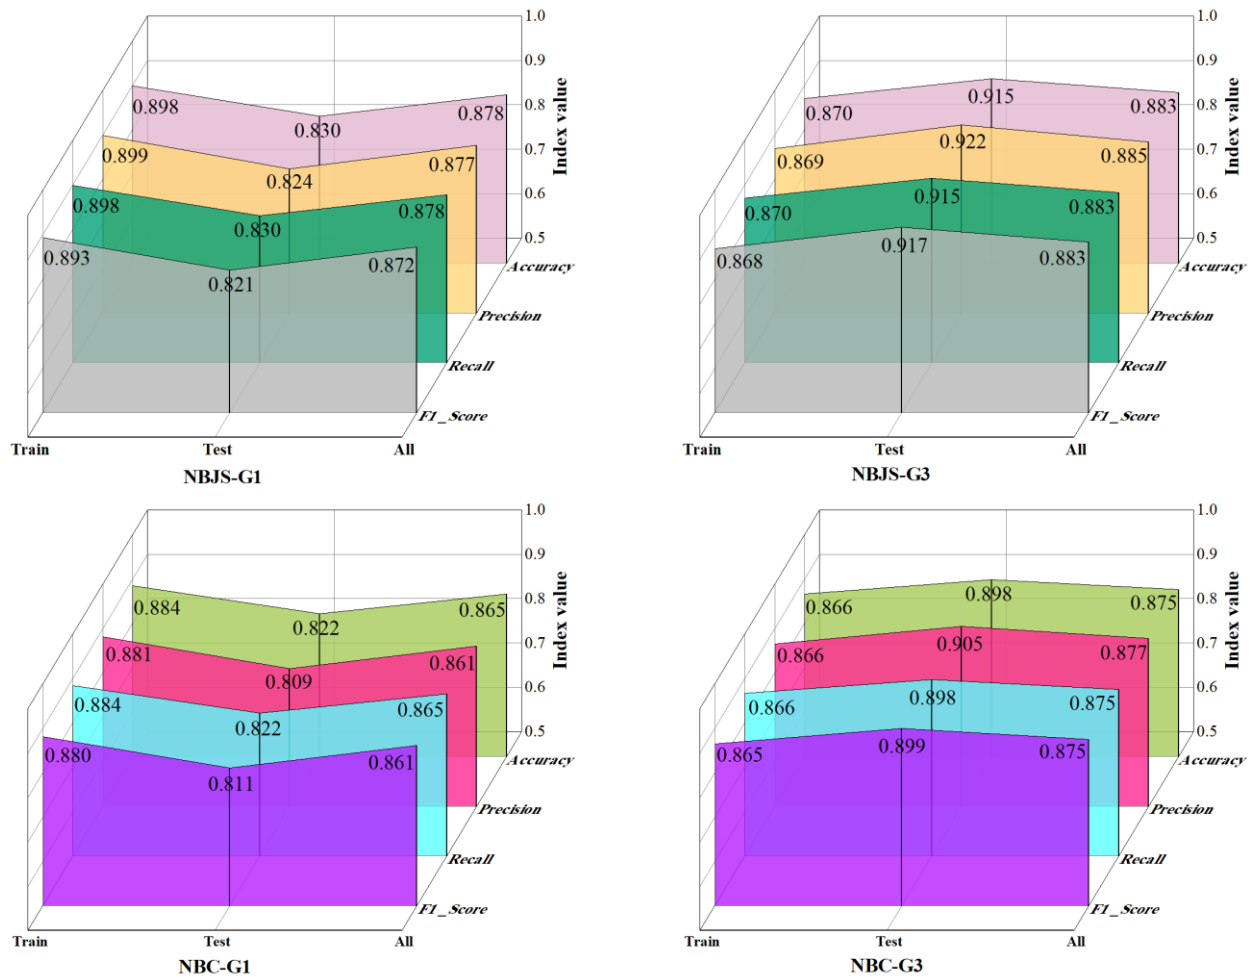 1.0
0.9
0.8
0.7
0.6
0.5
Index value
0.898
0.830
0.878
0.899
0.824
0.877
0.898
0.830
0.878
0.893
0.821
0.872
Accuracy
Precision
Recall
F1_Score
Train
Test
All
NBJS-G1
1.0
0.9
0.8
0.7
0.6
0.5
Index value
0.870
0.915
0.883
0.869
0.922
0.885
0.870
0.915
0.883
0.868
0.917
0.883
Accuracy
Precision
Recall
F1_Score
Train
Test
All
NBJS-G3
1.0
0.9
0.8
0.7
0.6
0.5
Index value
0.884
0.822
0.865
0.881
0.809
0.861
0.884
0.822
0.865
0.880
0.811
0.861
Accuracy
Precision
Recall
F1_Score
Train
Test
All
NBC-G1
1.0
0.9
0.8
0.7
0.6
0.5
Index value
0.866
0.898
0.875
0.866
0.905
0.877
0.866
0.898
0.875
0.865
0.899
0.875
Accuracy
Precision
Recall
F1_Score
Train
Test
All
NBC-G3